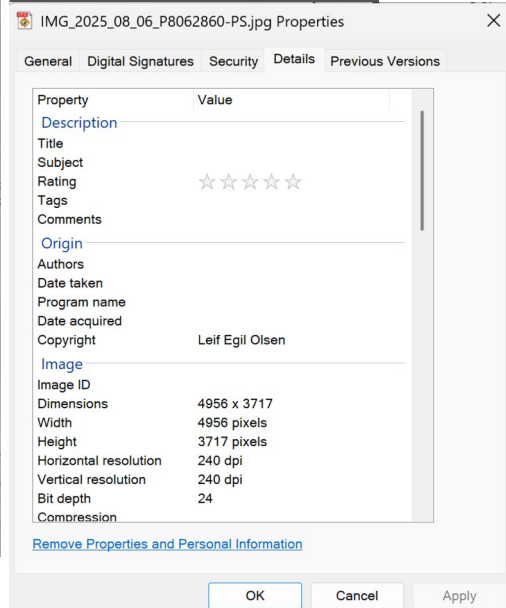 IMG_2025_08_06_P8062860-PS.jpg Properties
General Digital Signatures Security Details Previous Versions
Property Value
Description
Title
Subject
Rating
Tags
Comments
Origin
Authors
Date taken
Program name
Date acquired
Copyright Leif Egil Olsen
Image
Image ID
Dimensions 4956 x 3717
Width 4956 pixels
Height 3717 pixels
Horizontal resolution 240 dpi
Vertical resolution 240 dpi
Bit depth 24
Compression
Remove Properties and Personal Information
OK Cancel Apply